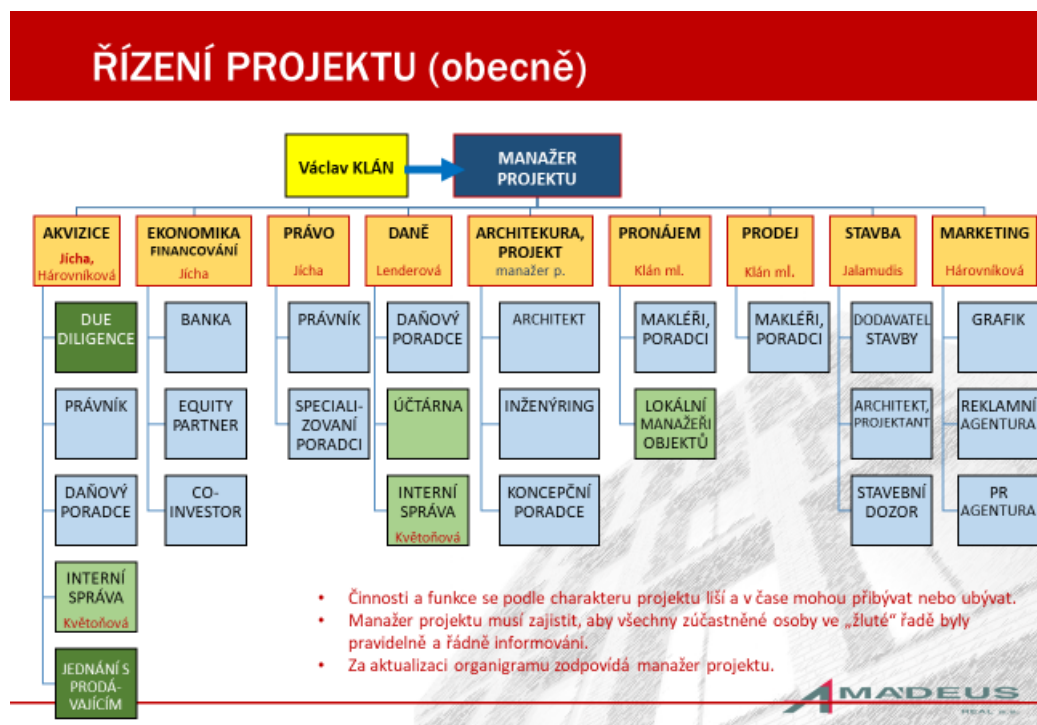 ŘÍZENÍ PROJEKTU (obecně)
Václav KLÁN
MANAŽER
PROJEKTU
AKVIZICE
Jícha,
Hárovníková
EKONOMIKA
FINANCOVÁNÍ
Jícha
PRÁVO
Jícha
DANĚ
Lenderová
ARCHITEKURA,
PROJEKT
manažer p.
PRONÁJEM
Klán ml.
PRODEJ
Klán ml.
STAVBA
Jalamudis
MARKETING
Hárovníková
DUE
DILIGENCE
BANKA
PRÁVNÍK
DAŇOVÝ
PORADCE
ARCHITEKT
MAKLÉŘI,
PORADCI
MAKLÉŘI,
PORADCI
DODAVATEL
STAVBY
GRAFIK
PRÁVNÍK
EQUITY
PARTNER
SPECIALI-
ZOVANÍ
PORADCI
ÚČTÁRNA
INŽENÝRING
LOKÁLNÍ
MANAŽEŘI
OBJEKTŮ
ARCHITEKT,
PROJEKTANT
REKLAMNÍ
AGENTURA
DAŇOVÝ
PORADCE
CO-
INVESTOR
INTERNÍ
SPRÁVA
Květoňová
KONCEPČNÍ
PORADCE
STAVEBNÍ
DOZOR
PR
AGENTURA
INTERNÍ
SPRÁVA
Květoňová
JEDNÁNÍ S
PRODÁ-
VAJÍCÍM
• Činnosti a funkce se podle charakteru projektu liší a v čase mohou přibývat nebo ubývat.
• Manažer projektu musí zajistit, aby všechny zúčastněné osoby ve „žluté“ řadě byly
pravidelně a řádně informováni.
• Za aktualizaci organigramu zodpovídá manažer projektu.
AMADEUS
REAL a.s.